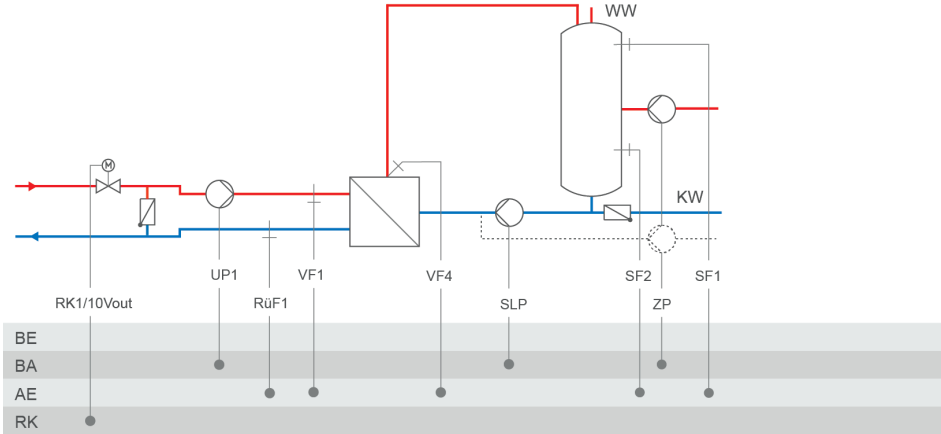 WW
M
KW
UP1 VF1 VF4 SF2 SF1
RK1/10Vout RüF1 SLP ZP
BE
BA
AE
RK